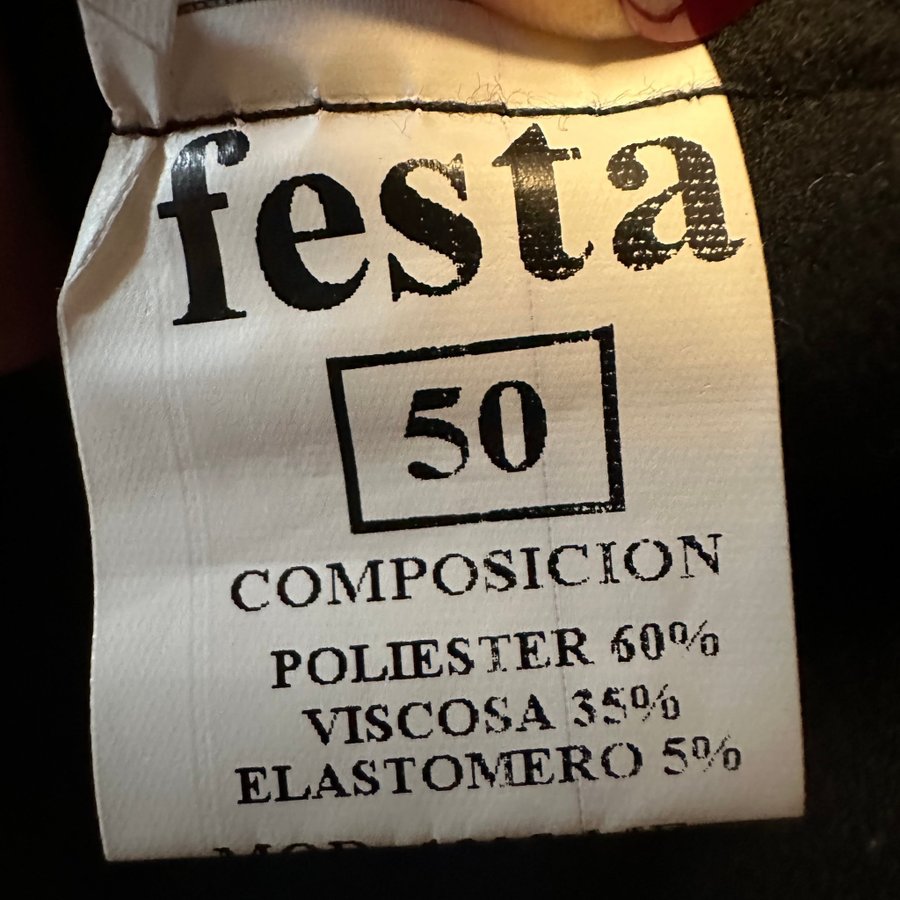 festa
50
COMPOSICION
POLIESTER 60%
VISCOSA 35%
ELASTOMERO 5%